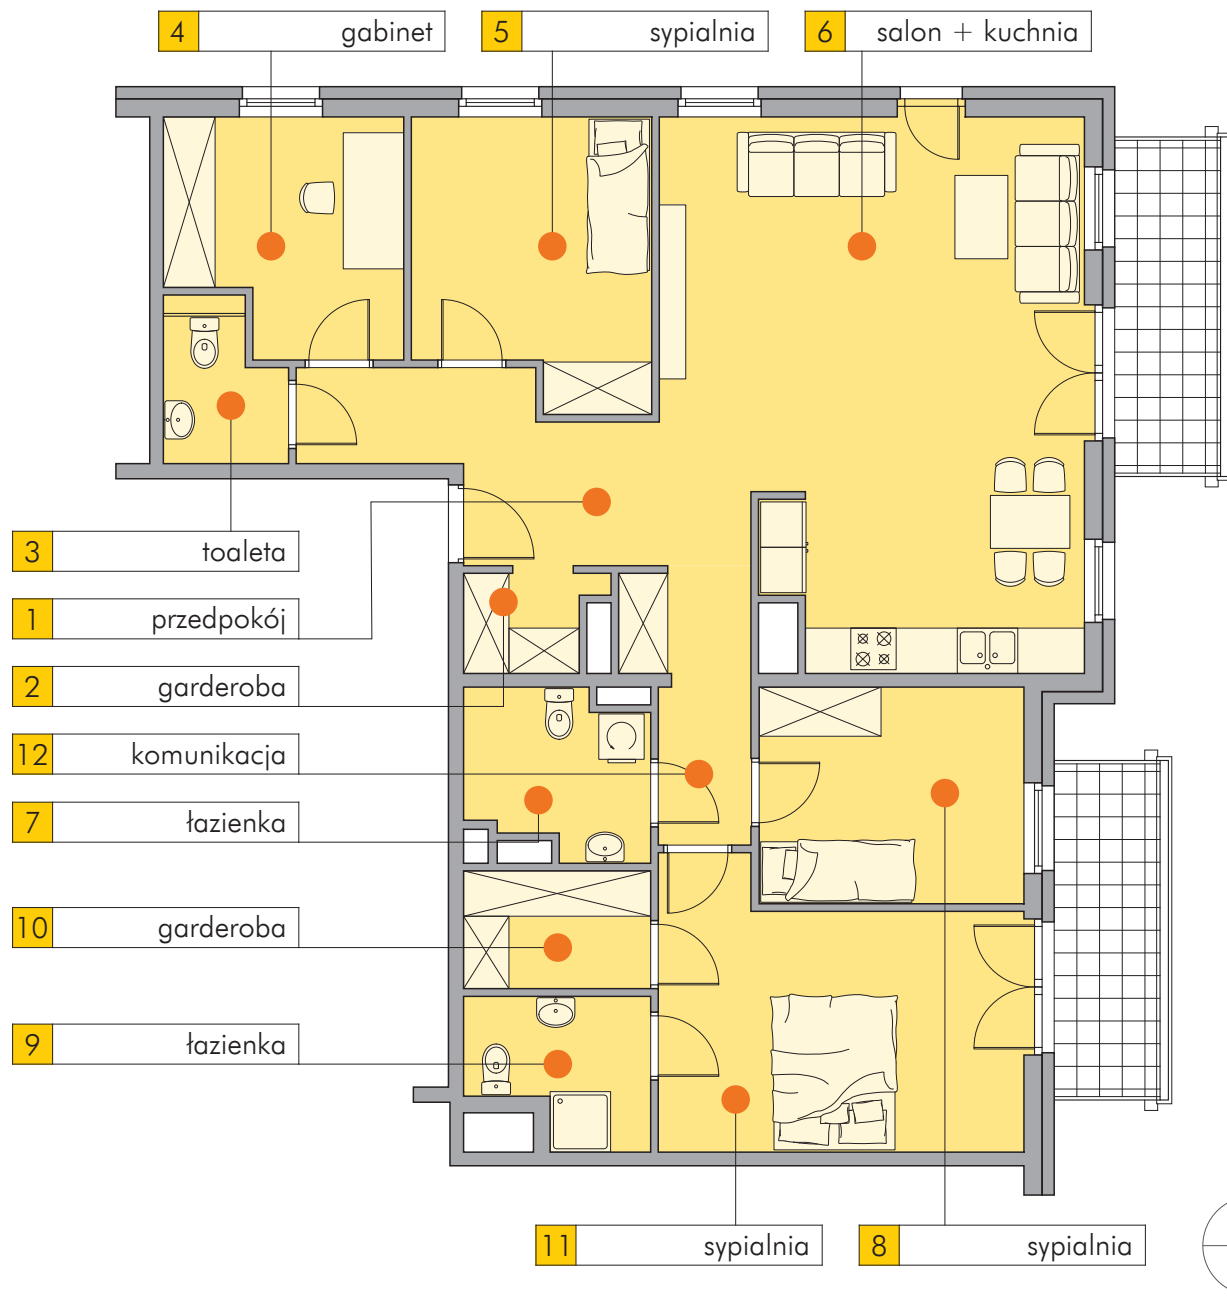 4 gabinet
5 sypialnia
6 salon + kuchnia
3 toaleta
1 przedpokój
2 garderoba
12 komunikacja
7 łazienka
10 garderoba
9 łazienka
11 sypialnia
8 sypialnia